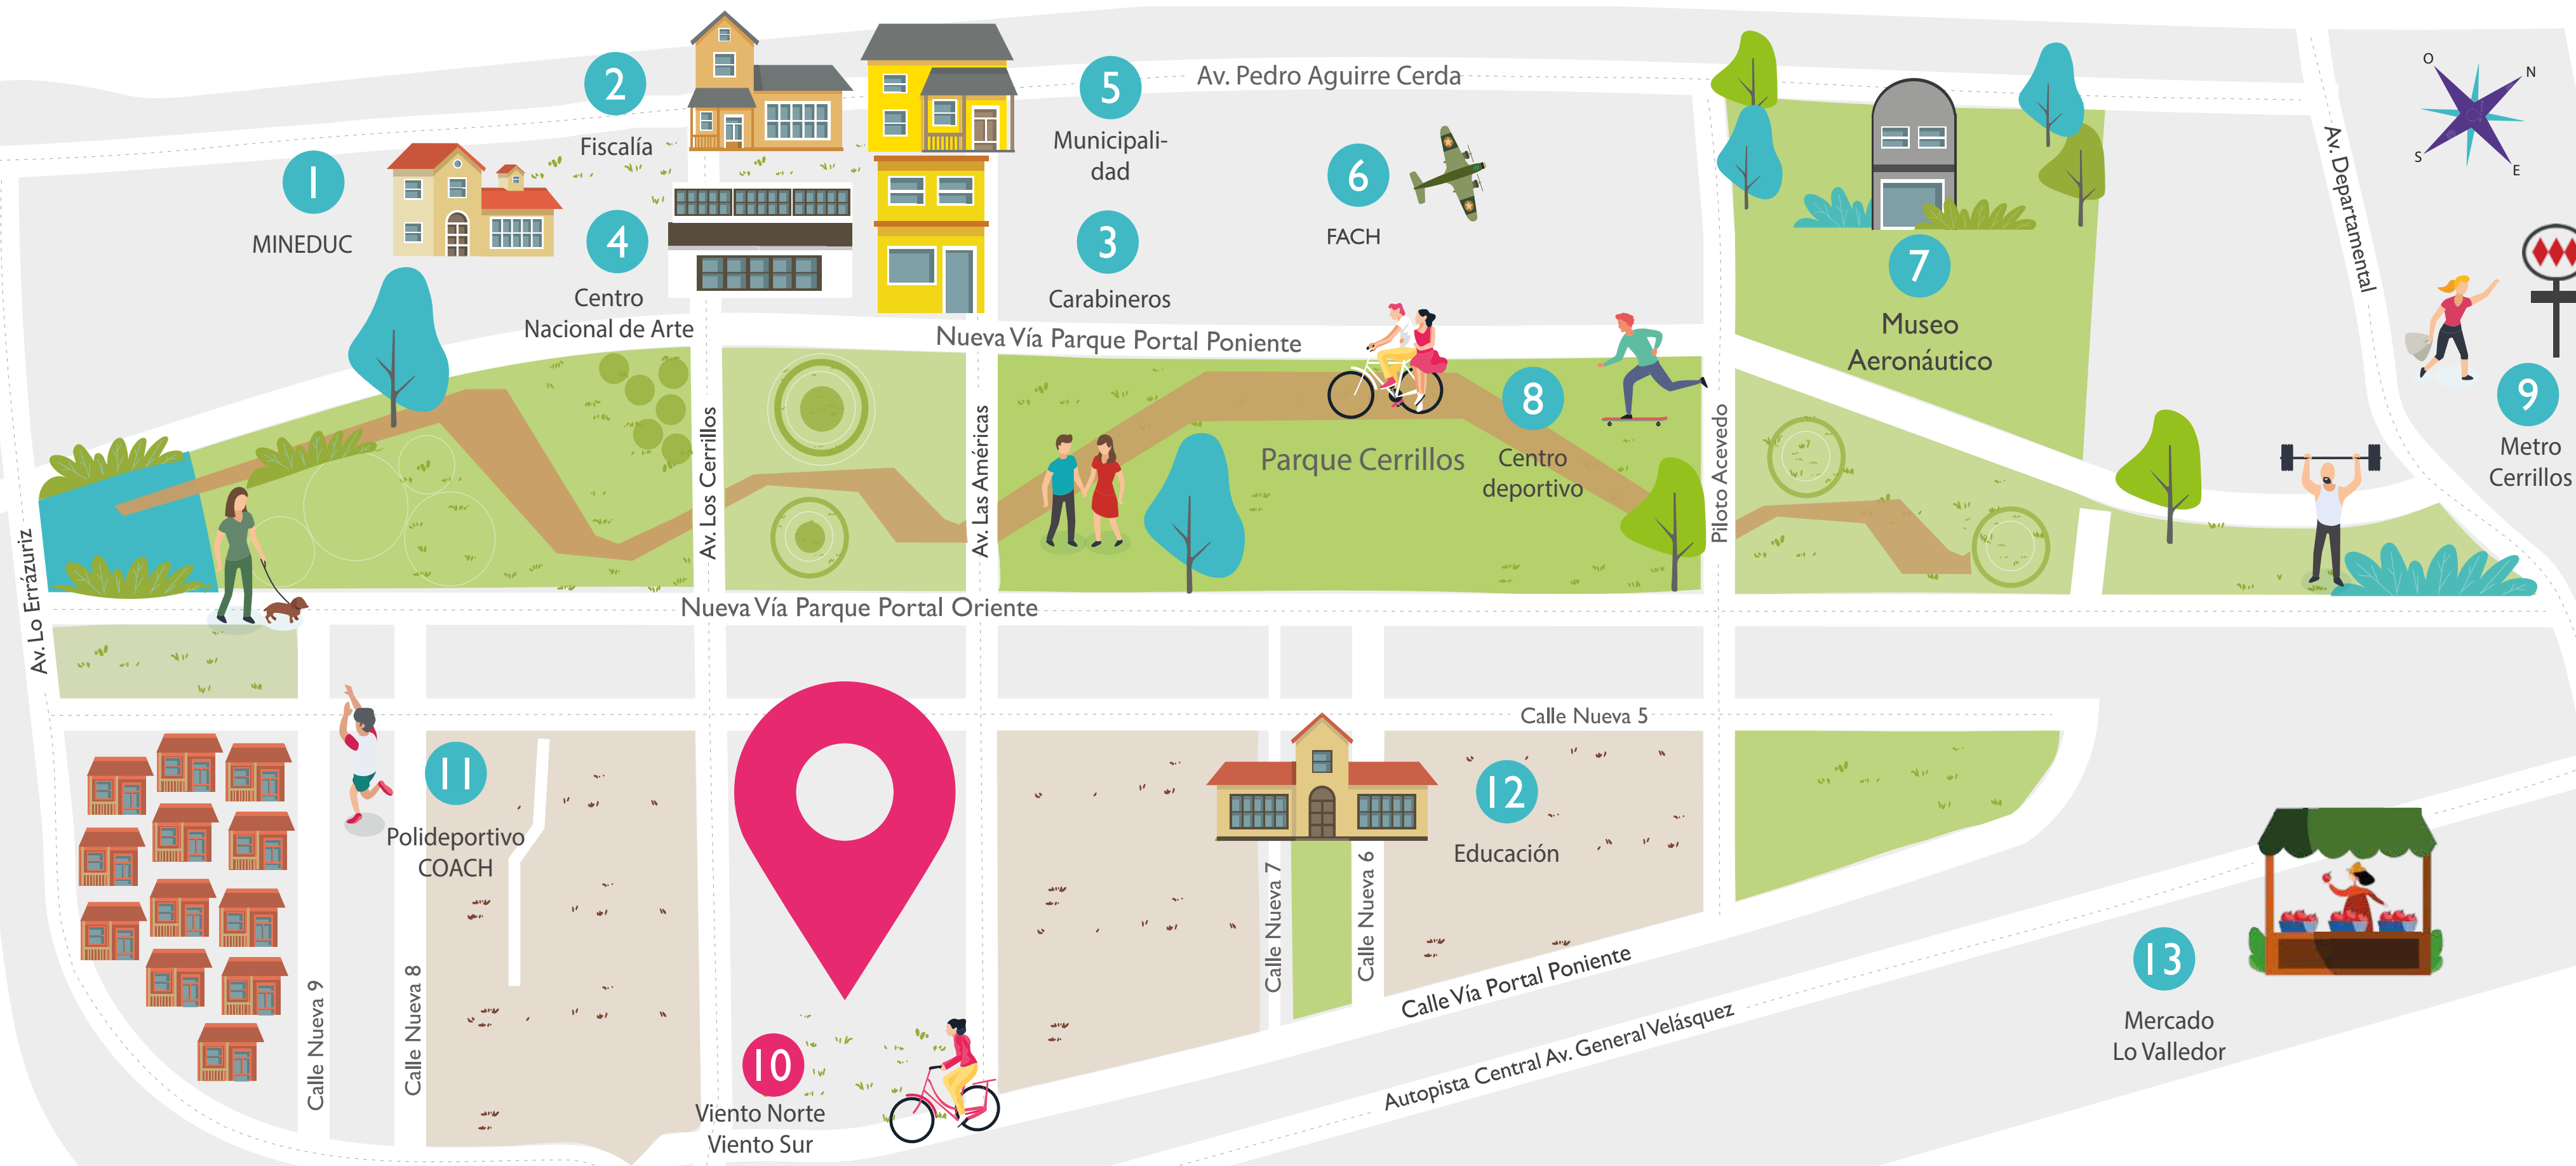 Av. Pedro Aguirre Cerda
O
N
S
E
2
Fiscalía
5
Municipali-
dad
1
MINEDUC
4
Centro
Nacional de Arte
3
Carabineros
6
FACH
7
Museo
Aeronáutico
Av. Departamental
9
Metro
Cerrillos
Nueva Vía Parque Portal Poniente
8
Centro
deportivo
Parque Cerrillos
Av. Lo Errázuriz
Av. Los Cerrillos
Av. Las Américas
Piloto Acevedo
Nueva Vía Parque Portal Oriente
Calle Nueva 5
11
Polideportivo
COACH
12
Educación
Calle Nueva 9
Calle Nueva 8
Calle Nueva 7
Calle Nueva 6
10
Viento Norte
Viento Sur
Calle Vía Portal Poniente
Autopista Central Av. General Velásquez
13
Mercado
Lo Valledor